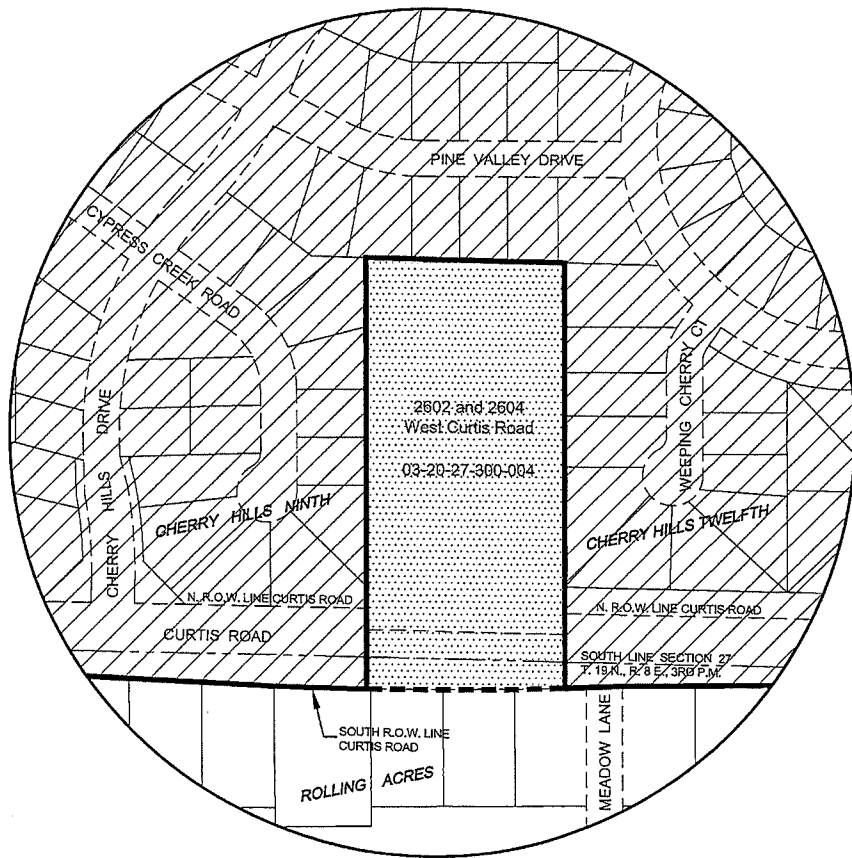 PINE VALLEY DRIVE
CYPRESS CREEK ROAD
WEEPING CHERRY CT
2602 and 2604
West Curtis Road
03-20-27-300-004
CHERRY HILLS DRIVE
CHERRY HILLS NINTH
CHERRY HILLS TWELFTH
N. R.O.W. LINE CURTIS ROAD
N. R.O.W. LINE CURTIS ROAD
CURTIS ROAD
SOUTH LINE SECTION 27
T. 19 N., R. 8 E., 3RD P.M.
SOUTH R.O.W. LINE
CURTIS ROAD
ROLLING ACRES
MEADOW LANE